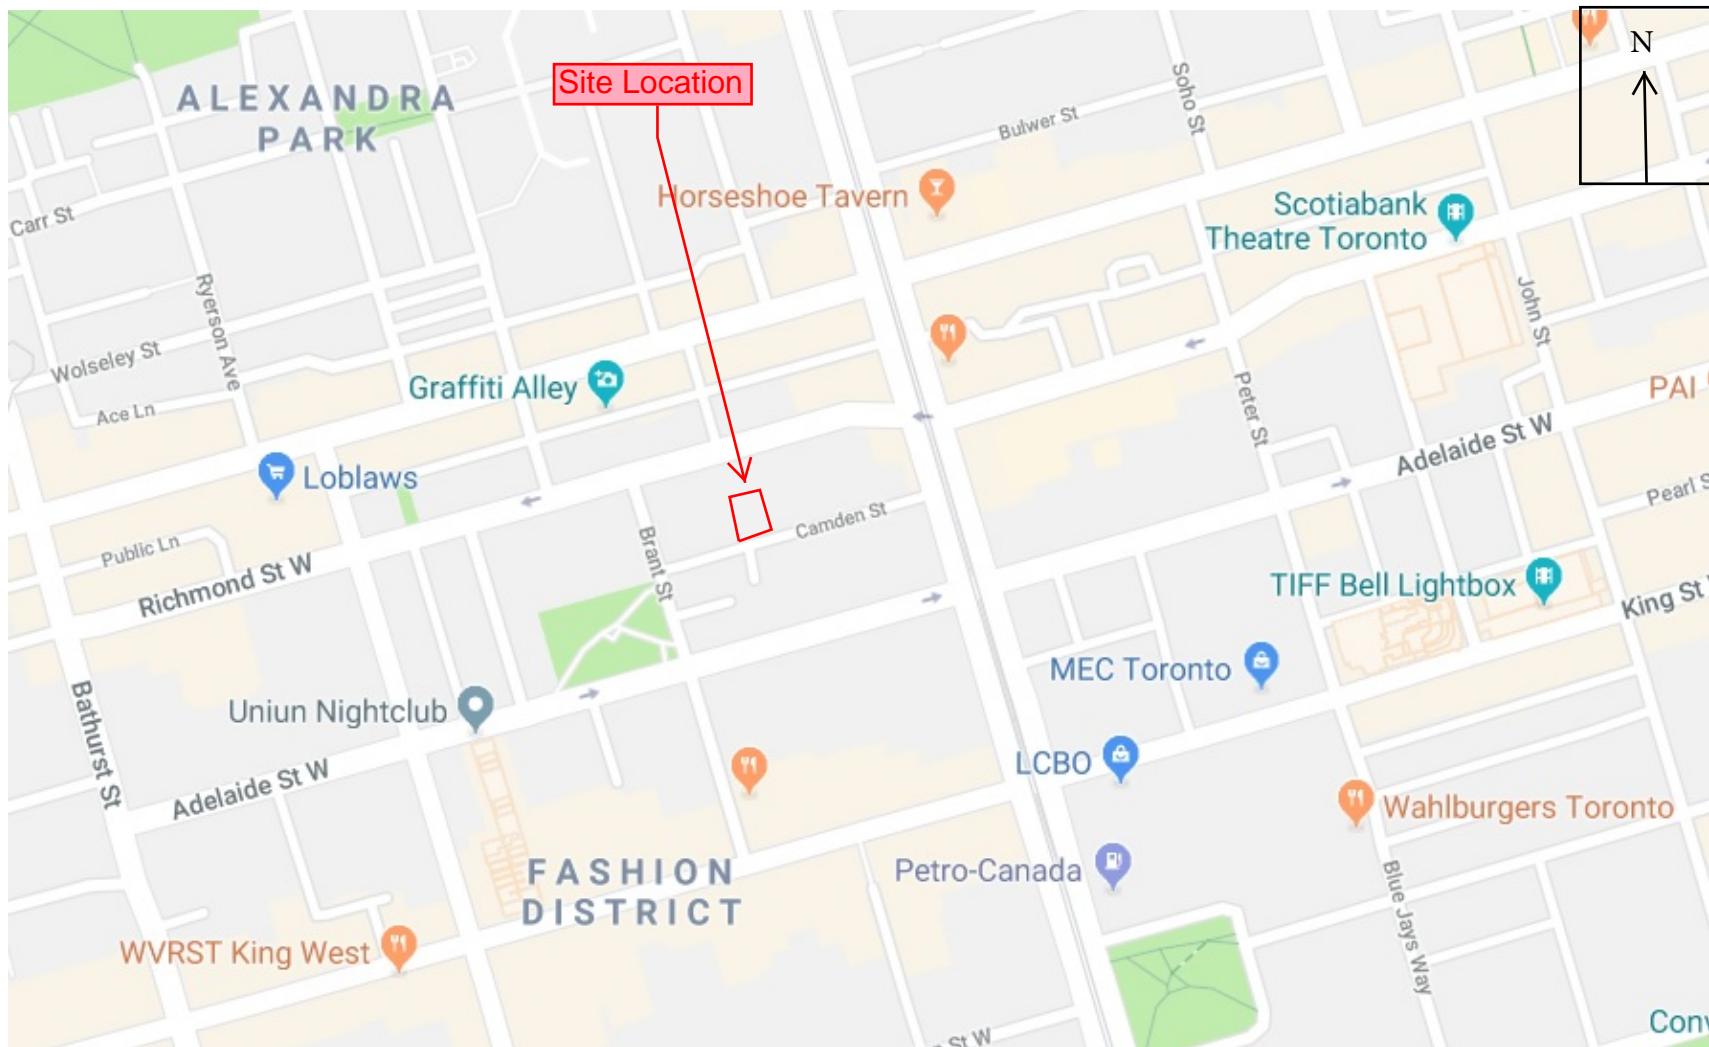 N
Site Location
ALEXANDRA
PARK
Soho St
Bulwer St
Horseshoe Tavern
Scotiabank
Theatre Toronto
Carr St
Ryerson Ave
John St
Wolseley St
Graffiti Alley
Ace Ln
Peter St
PAI
Adelaide St W
Loblaws
Pearl S
Camden St
Brant St
Public Ln
Richmond St W
TIFF Bell Lightbox
King St
MEC Toronto
Bathurst St
Uniun Nightclub
LCBO
Adelaide St W
Wahlburgers Toronto
FASHION
DISTRICT
Petro-Canada
Blue Jays Way
WVRST King West
St W
Conv